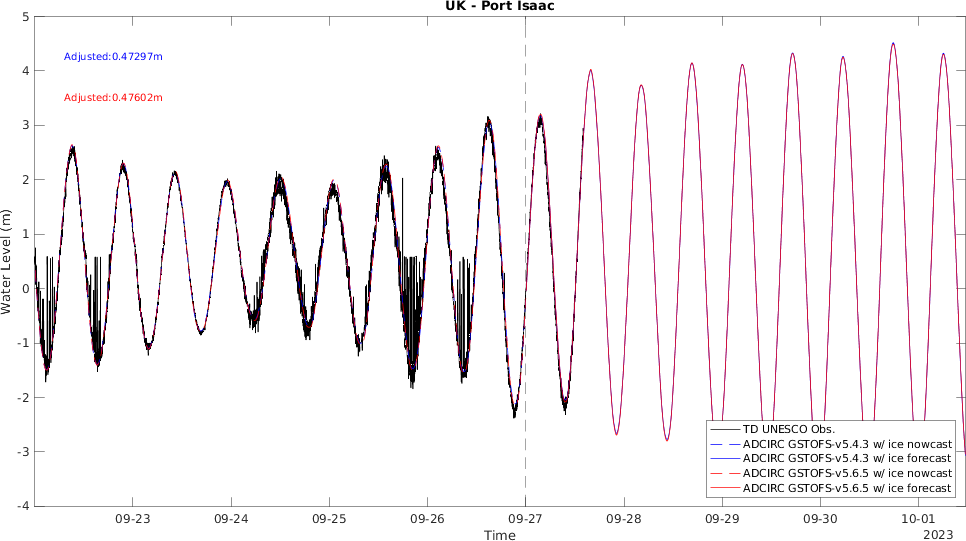 UK - Port Isaac
5
4
3
2
1
0
-1
-2
-3
-4
Water Level (m)
Adjusted:0.47297m
Adjusted:0.47602m
TD UNESCO Obs.
ADCIRC GSTOFS-v5.4.3 w/ ice nowcast
ADCIRC GSTOFS-v5.4.3 w/ ice forecast
ADCIRC GSTOFS-v5.6.5 w/ ice nowcast
ADCIRC GSTOFS-v5.6.5 w/ ice forecast
09-23 09-24 09-25 09-26 09-27 09-28 09-29 09-30 10-01
Time
2023